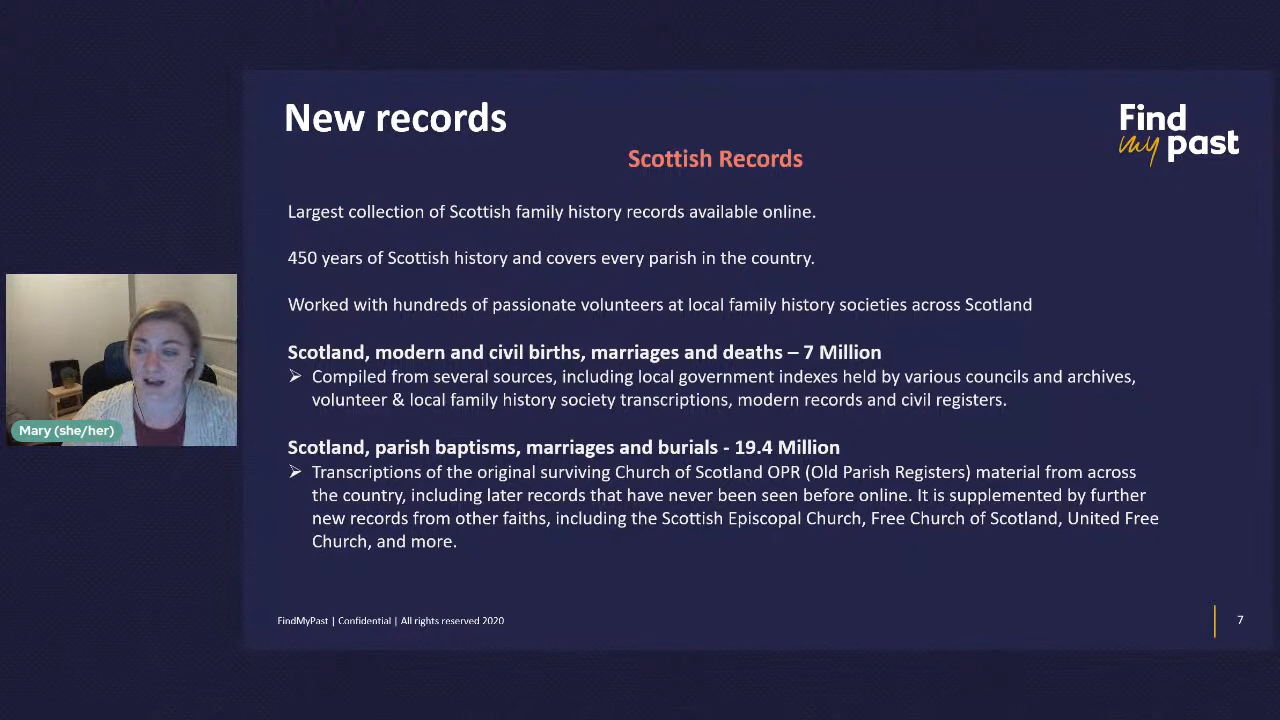 New records
Find
my past
Scottish Records
Largest collection of Scottish family history records available online.
450 years of Scottish history and covers every parish in the country.
Worked with hundreds of passionate volunteers at local family history societies across Scotland
Scotland, modern and civil births, marriages and deaths – 7 Million
➢ Compiled from several sources, including local government indexes held by various councils and archives,
volunteer & local family history society transcriptions, modern records and civil registers.
Mary (she/her)
Scotland, parish baptisms, marriages and burials - 19.4 Million
➢ Transcriptions of the original surviving Church of Scotland OPR (Old Parish Registers) material from across
the country, including later records that have never been seen before online. It is supplemented by further
new records from other faiths, including the Scottish Episcopal Church, Free Church of Scotland, United Free
Church, and more.
FindMyPast | Confidential | All rights reserved 2020
7